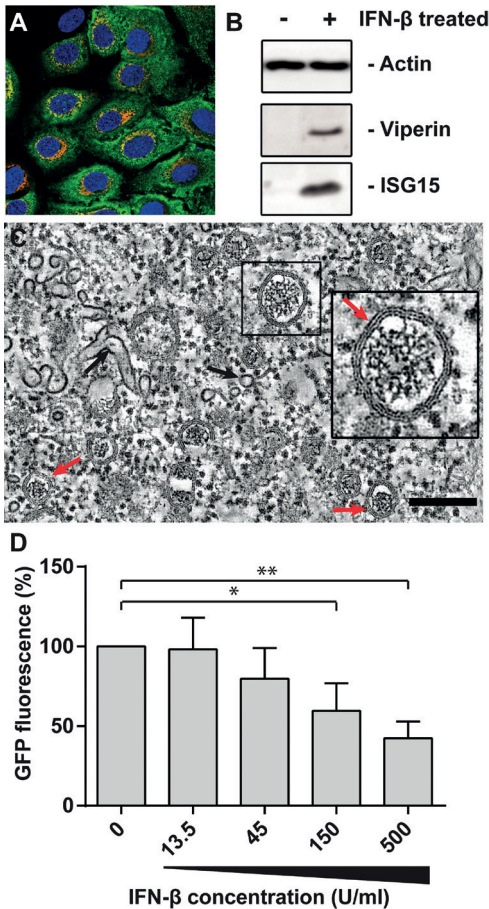 A
B
- + IFN-β treated
- Actin
- Viperin
- ISG15
C
D
GFP fluorescence (%)
150
100
50
0
**
*
0 13.5 45 150 500
IFN-β concentration (U/ml)